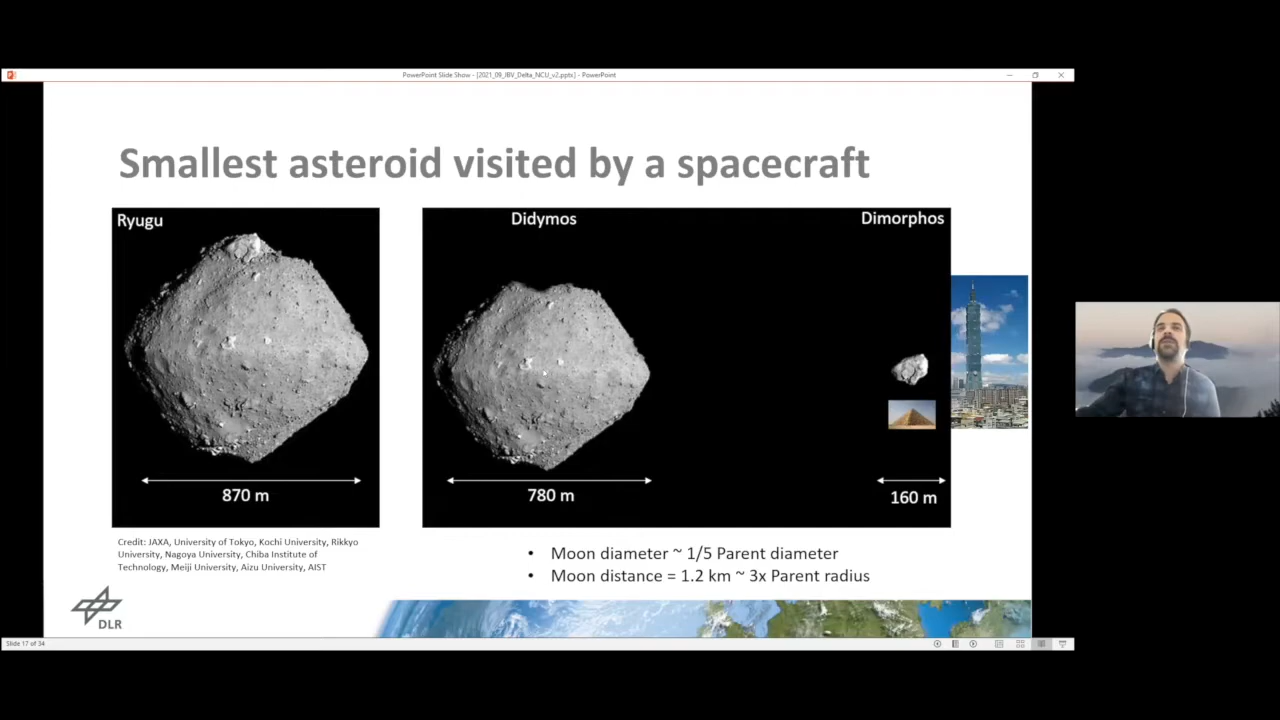 PowerPoint Slide Show - [2021_09_JBV_Delta_NCU_v2.pptx] - PowerPoint
Smallest asteroid visited by a spacecraft
Ryugu
Didymos
Dimorphos
870 m
780 m
160 m
Credit: JAXA, University of Tokyo, Kochi University, Rikkyo
University, Nagoya University, Chiba Institute of
Technology, Meiji University, Aizu University, AIST
• Moon diameter ~ 1/5 Parent diameter
• Moon distance = 1.2 km ~ 3x Parent radius
DLR
Slide 17 of 34